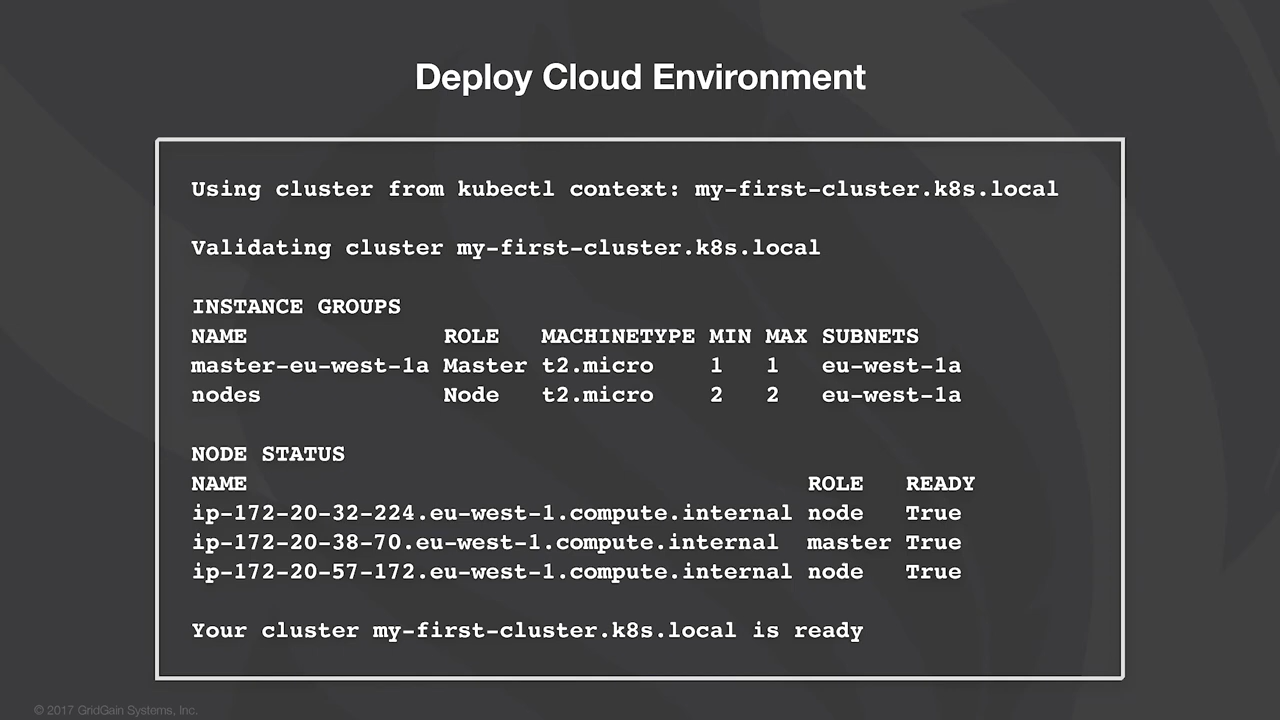 Deploy Cloud Environment
Using cluster from kubectl context: my-first-cluster.k8s.local
Validating cluster my-first-cluster.k8s.local
INSTANCE GROUPS
NAME ROLE MACHINETYPE MIN MAX SUBNETS
master-eu-west-1a Master t2.micro 1 1 eu-west-1a
nodes Node t2.micro 2 2 eu-west-1a
NODE STATUS
NAME ROLE READY
ip-172-20-32-224.eu-west-1.compute.internal node True
ip-172-20-38-70.eu-west-1.compute.internal master True
ip-172-20-57-172.eu-west-1.compute.internal node True
Your cluster my-first-cluster.k8s.local is ready
© 2017 GridGain Systems, Inc.